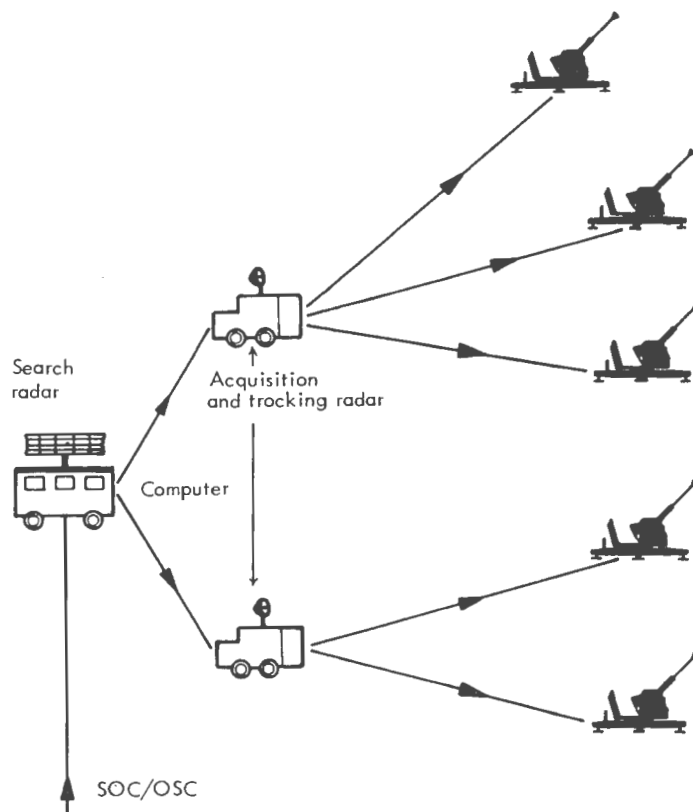 Search
radar
Acquisition
and trocking radar
Computer
SOC/OSC